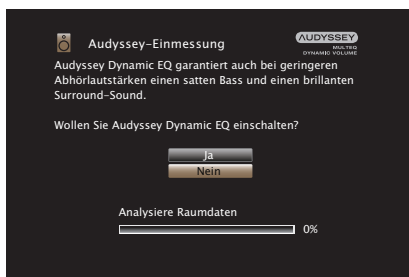 Audyssey-Einmessung
AUDYSSEY
MULTEQ
DYNAMIC VOLUME
Audyssey Dynamic EQ garantiert auch bei geringeren
Abhörlautstärken einen satten Bass und einen brillanten
Surround-Sound.
Wollen Sie Audyssey Dynamic EQ einschalten?
Ja
Nein
Analysiere Raumdaten
0%